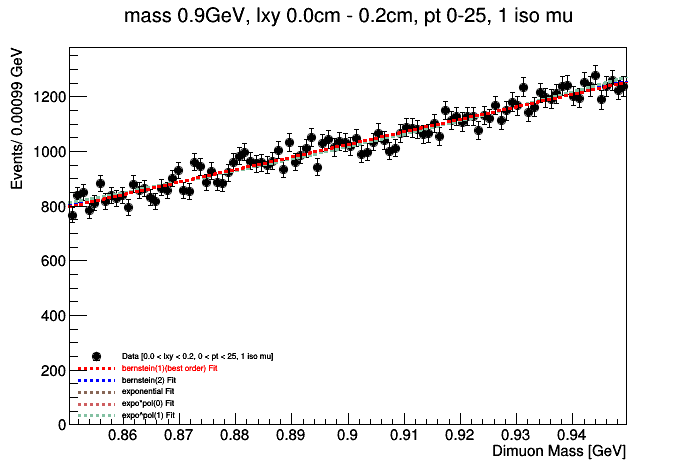 mass 0.9GeV, lxy 0.0cm - 0.2cm, pt 0-25, 1 iso mu
Events/ 0.00099 GeV
1200
1000
800
600
400
200
0
Data [0.0 < lxy < 0.2, 0 < pt < 25, 1 iso mu]
bernstein(1)(best order) Fit
bernstein(2) Fit
exponential Fit
expo*pol(0) Fit
expo*pol(1) Fit
0.86 0.87 0.88 0.89 0.9 0.91 0.92 0.93 0.94
Dimuon Mass [GeV]